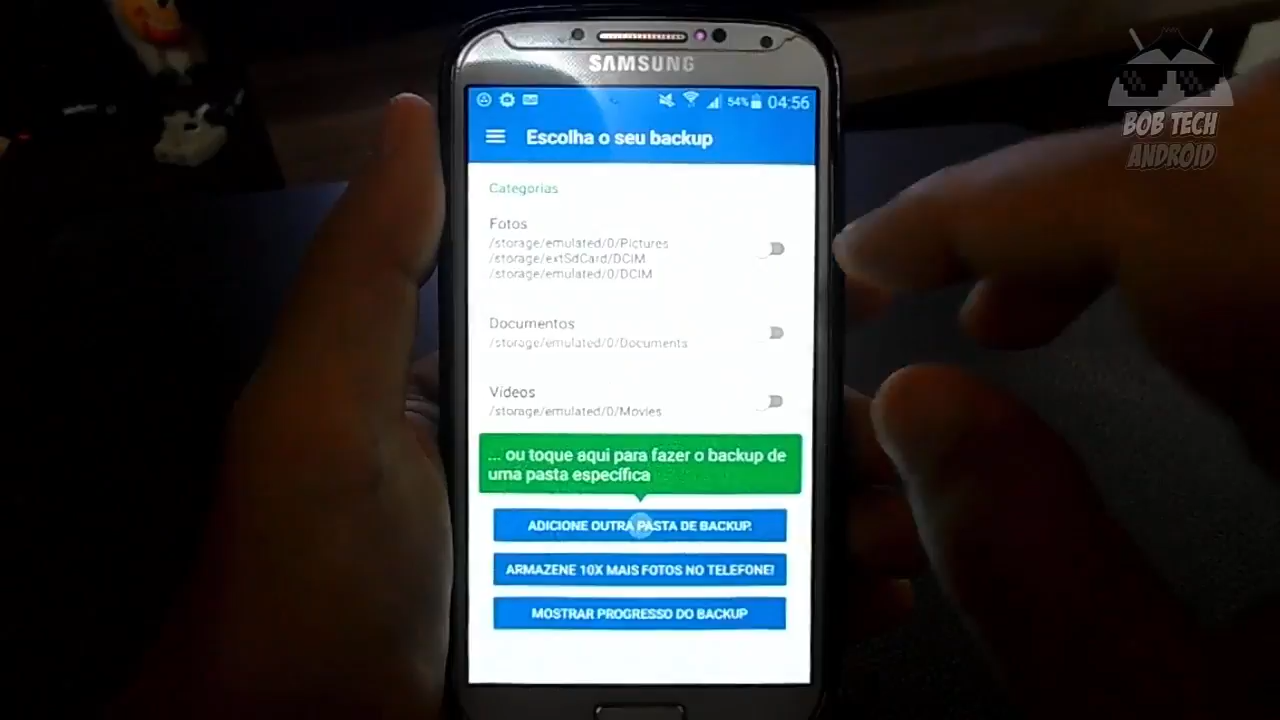 SAMSUNG
54% 04:56
Escolha o seu backup
Categorias
Fotos
/storage/emulated/0/Pictures
/storage/extSdCard/DCIM
/storage/emulated/0/DCIM
Documentos
/storage/emulated/0/Documents
Vídeos
/storage/emulated/0/Movies
... ou toque aqui para fazer o backup de
uma pasta específica
ADICIONE OUTRA PASTA DE BACKUP.
ARMAZENE 10X MAIS FOTOS NO TELEFONE!
MOSTRAR PROGRESSO DO BACKUP
BOB TECH
ANDROID